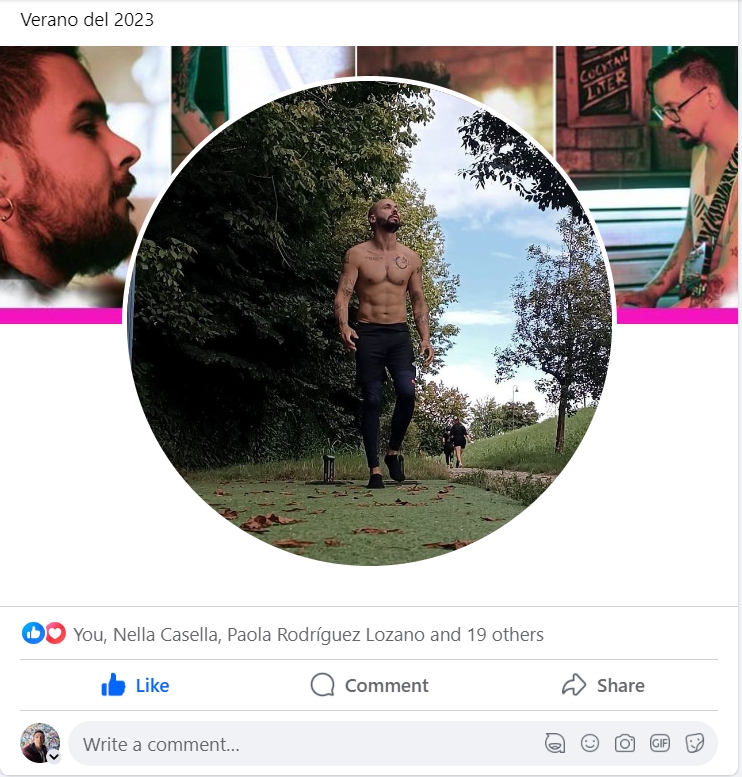 Verano del 2023
COCKTAIL
LITER
You, Nella Casella, Paola Rodríguez Lozano and 19 others
Like
Comment
Share
Write a comment...
GIF